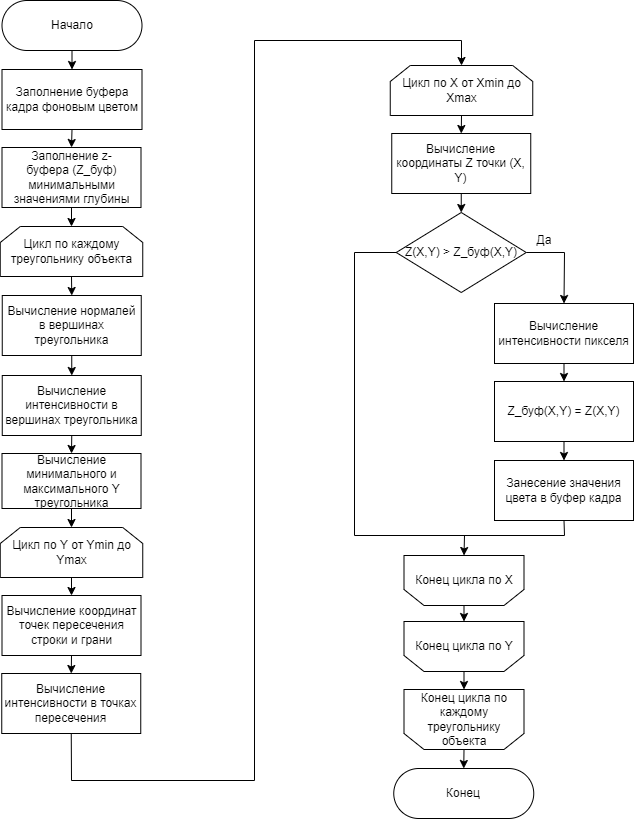 Начало
Заполнение буфера
кадра фоновым цветом
Заполнение z-
буфера (Z_буф)
минимальными
значениями глубины
Цикл по каждому
треугольнику объекта
Вычисление нормалей
в вершинах
треугольника
Вычисление
интенсивности в
вершинах треугольника
Вычисление
минимального и
максимального Y
треугольника
Цикл по Y от Ymin до
Ymax
Вычисление координат
точек пересечения
строки и грани
Вычисление
интенсивности в точках
пересечения
Цикл по X от Xmin до
Xmax
Вычисление
координаты Z точки (X,
Y)
Z(X,Y) > Z_буф(X,Y)
Да
Вычисление
интенсивности пикселя
Z_буф(X,Y) = Z(X,Y)
Занесение значения
цвета в буфер кадра
Конец цикла по X
Конец цикла по Y
Конец цикла по
каждому
треугольнику
объекта
Конец